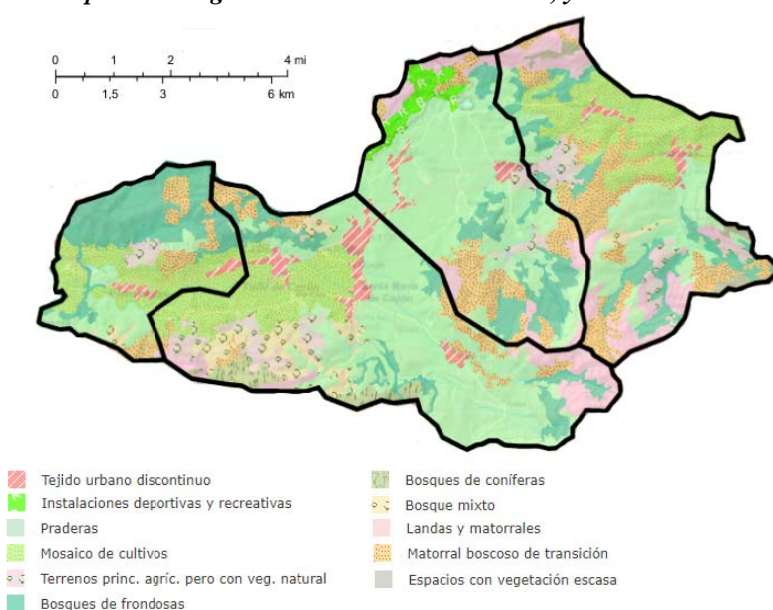 0 1 2 4 mi
0 1,5 3 6 km
Tejido urbano discontinuo
Instalaciones deportivas y recreativas
Praderas
Mosaico de cultivos
Terrenos princ. agríc. pero con veg. natural
Bosques de frondosas
Bosques de coníferas
Bosque mixto
Landas y matorrales
Matorral boscoso de transición
Espacios con vegetación escasa